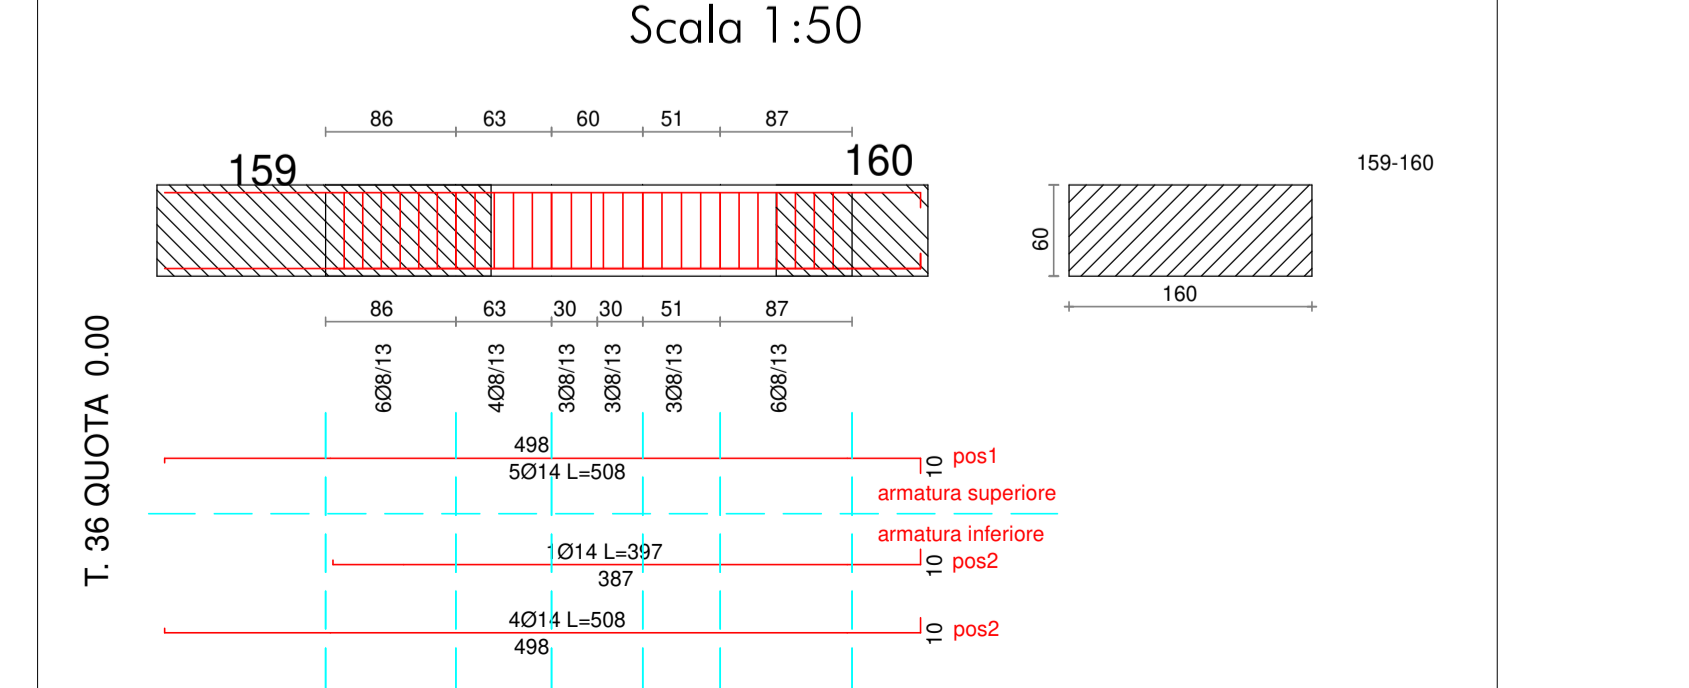 Scala 1:50
86 63 60 51 87
159 160 159-160
60
160
86 63 30 30 51 87
6Ø8/13 4Ø8/13 3Ø8/13 3Ø8/13 3Ø8/13 6Ø8/13
T. 36 QUOTA 0.00
498
5Ø14 L=508 10 pos1
armatura superiore
armatura inferiore
1Ø14 L=397 10 pos2
387
4Ø14 L=508 10 pos2
498